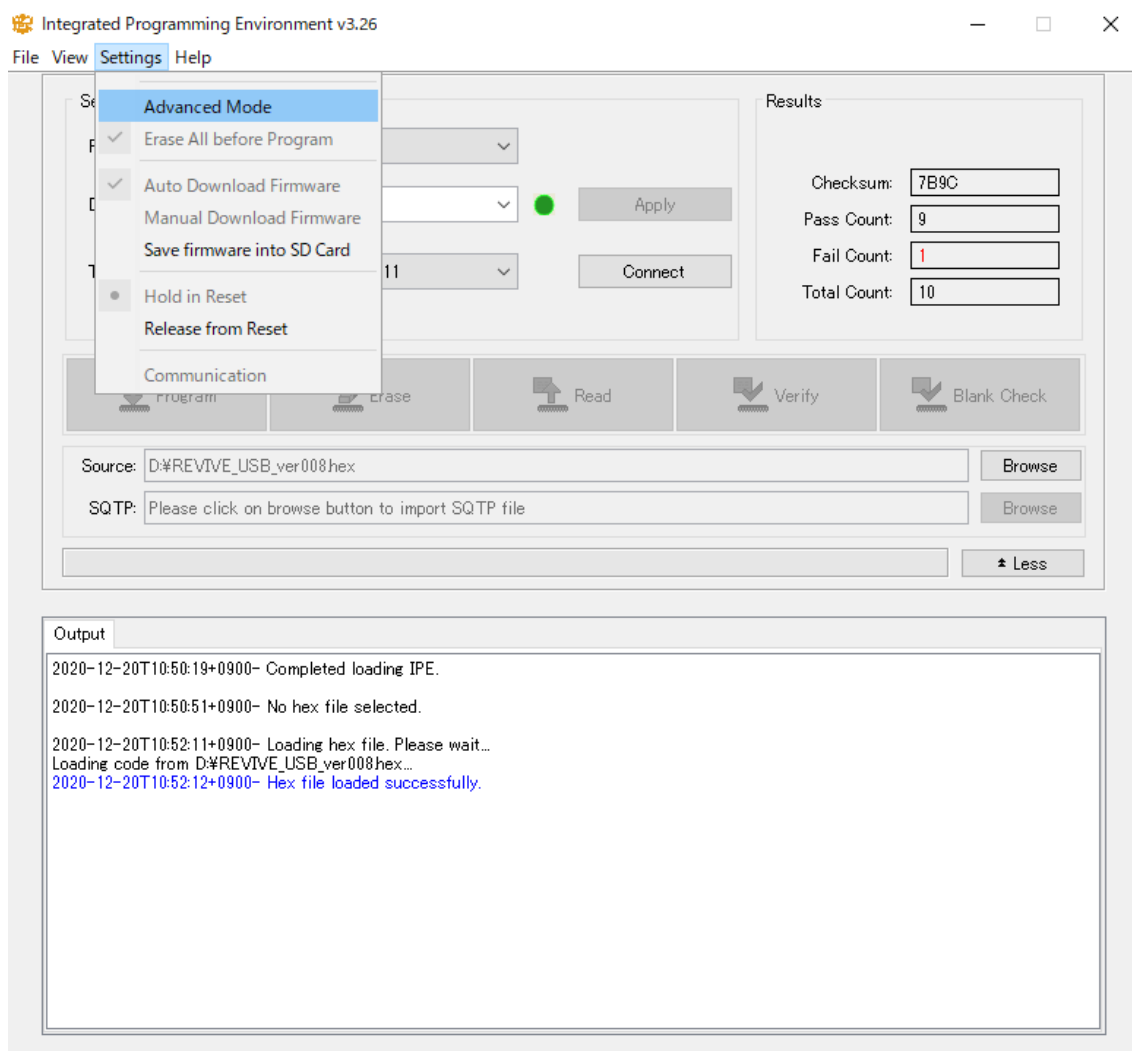 Integrated Programming Environment v3.26
File View Settings Help
Advanced Mode
Erase All before Program
Auto Download Firmware
Manual Download Firmware
Save firmware into SD Card
Hold in Reset
Release from Reset
Communication
11
Apply
Connect
Results
Checksum: 7B9C
Pass Count: 9
Fail Count: 1
Total Count: 10
Program Erase Read Verify Blank Check
Source: D:¥REVIVE_USB_ver008.hex Browse
SQTP: Please click on browse button to import SQTP file Browse
Less
Output
2020-12-20T10:50:19+0900- Completed loading IPE.
2020-12-20T10:50:51+0900- No hex file selected.
2020-12-20T10:52:11+0900- Loading hex file. Please wait...
Loading code from D:¥REVIVE_USB_ver008.hex...
2020-12-20T10:52:12+0900- Hex file loaded successfully.